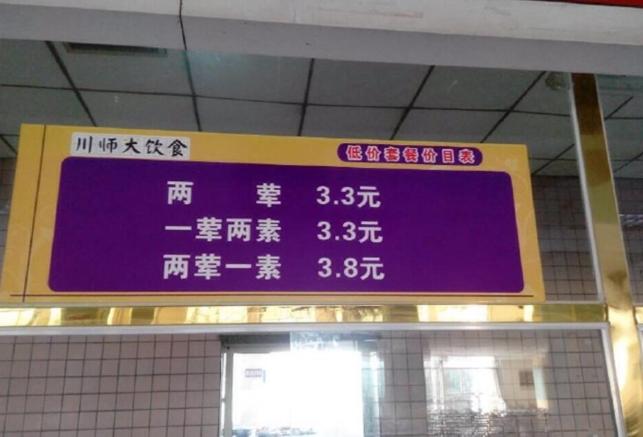 川师大饮食
低价套餐价目表
两 荤 3.3元
一荤两素 3.3元
两荤一素 3.8元